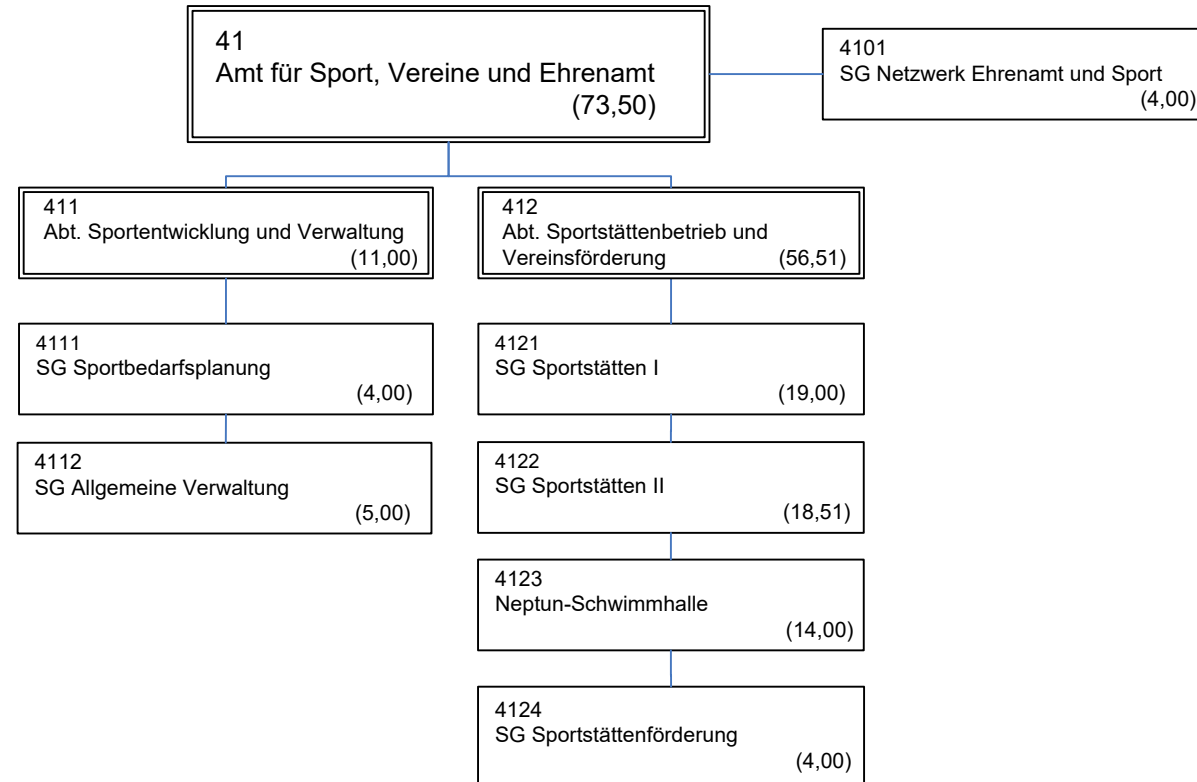 41
Amt für Sport, Vereine und Ehrenamt
(73,50)
4101
SG Netzwerk Ehrenamt und Sport
(4,00)
411
Abt. Sportentwicklung und Verwaltung
(11,00)
412
Abt. Sportstättenbetrieb und
Vereinsförderung (56,51)
4111
SG Sportbedarfsplanung
(4,00)
4112
SG Allgemeine Verwaltung
(5,00)
4121
SG Sportstätten I
(19,00)
4122
SG Sportstätten II
(18,51)
4123
Neptun-Schwimmhalle
(14,00)
4124
SG Sportstättenförderung
(4,00)